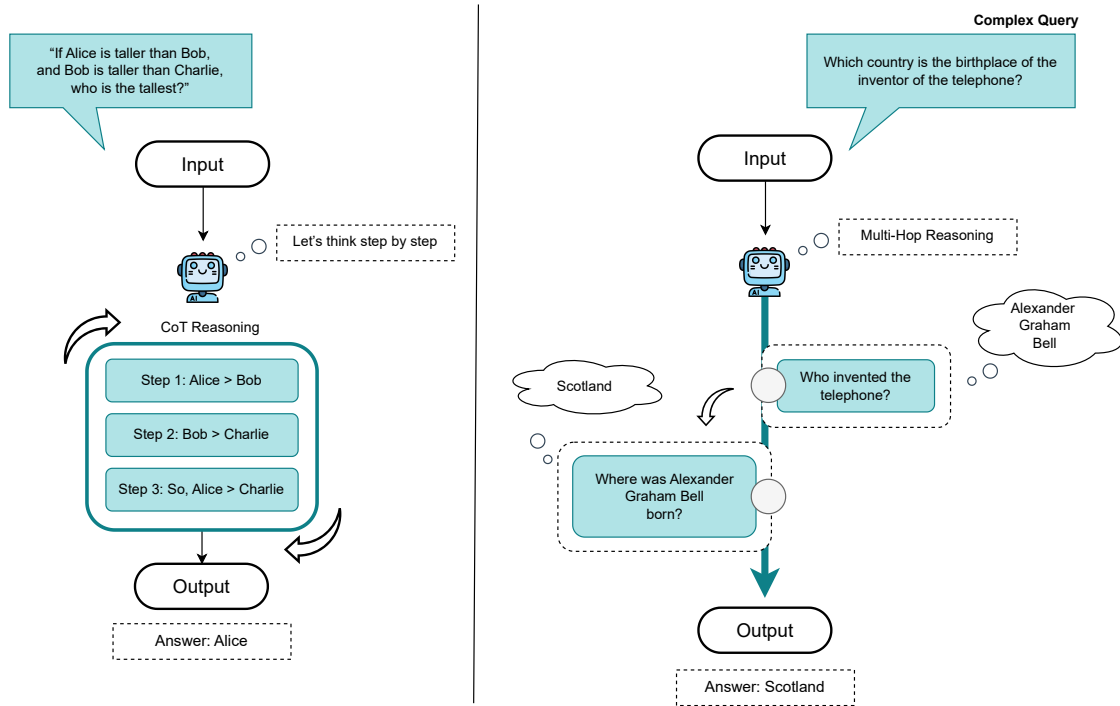 “If Alice is taller than Bob,
and Bob is taller than Charlie,
who is the tallest?”
Input
Let’s think step by step
AI
CoT Reasoning
Step 1: Alice > Bob
Step 2: Bob > Charlie
Step 3: So, Alice > Charlie
Output
Answer: Alice
Complex Query
Which country is the birthplace of the
inventor of the telephone?
Input
Multi-Hop Reasoning
AI
Alexander
Graham
Bell
Who invented the
telephone?
Scotland
Where was Alexander
Graham Bell
born?
Output
Answer: Scotland